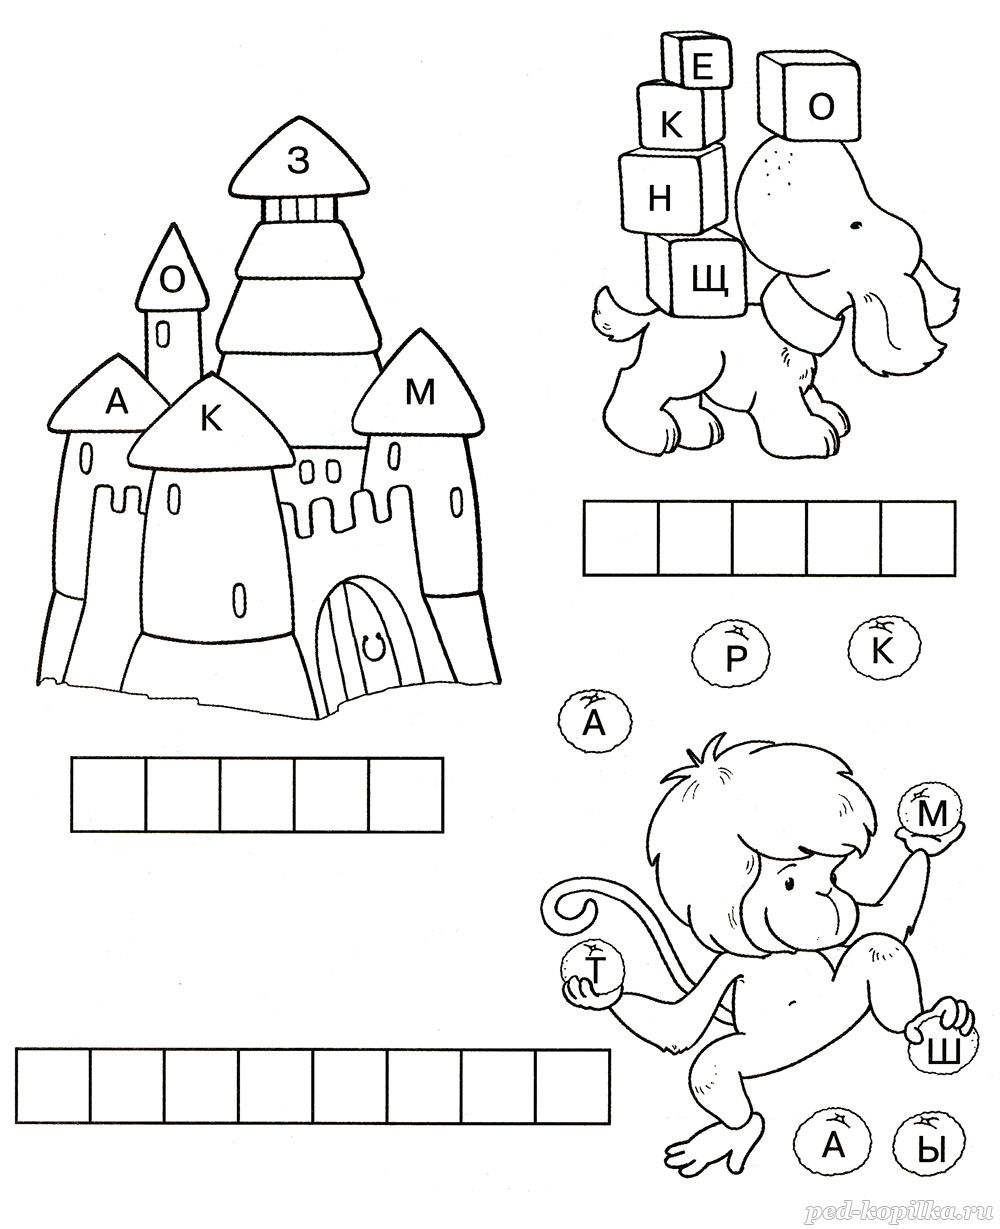 З
О
А
К
М
Е
К
Н
Щ
О
Р
К
А
М
Т
Ш
А
Ы
ped-kopilka.ru